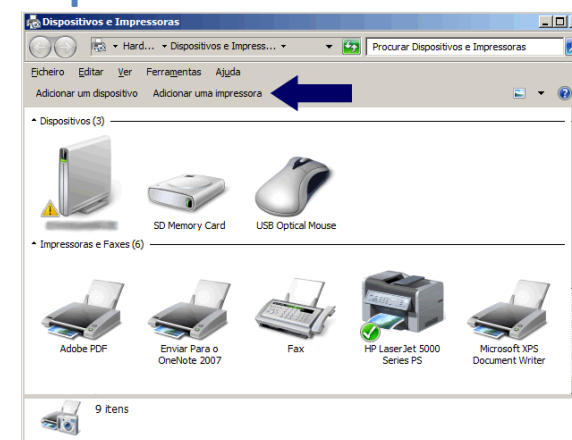 Dispositivos e Impressoras
Hard... Dispositivos e Impress... Procurar Dispositivos e Impressoras
Ficheiro Editar Ver Ferramentas Ajuda
Adicionar um dispositivo Adicionar uma impressora
Dispositivos (3)
SD Memory Card USB Optical Mouse
Impressoras e Faxes (6)
Adobe PDF Enviar Para o Fax HP LaserJet 5000 Microsoft XPS
OneNote 2007 Series PS Document Writer
9 itens